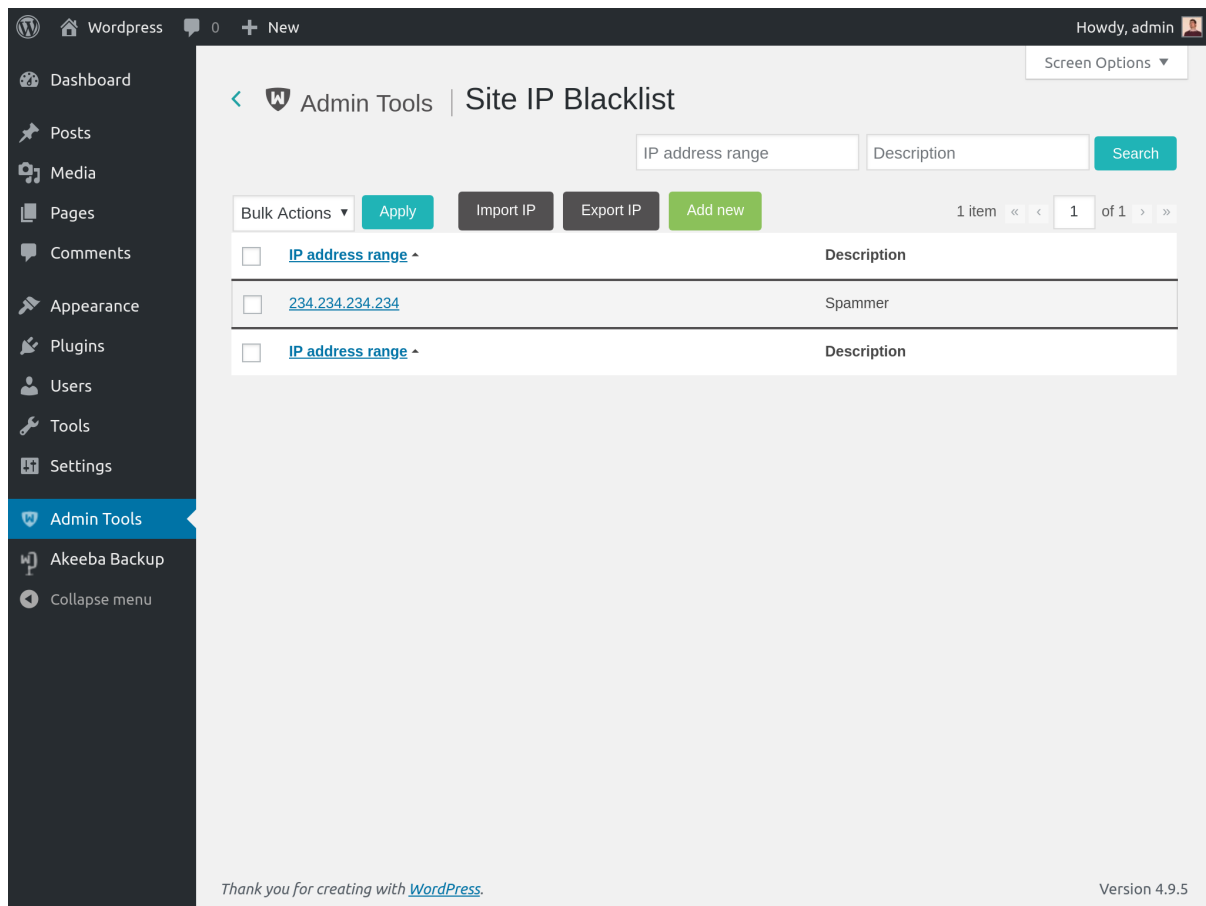 Wordpress 0 New Howdy, admin
Screen Options ▼
Dashboard
Posts
Media
Pages
Comments
Appearance
Plugins
Users
Tools
Settings
Admin Tools
Akeeba Backup
Collapse menu
Admin Tools | Site IP Blacklist
IP address range Description Search
Bulk Actions ▼ Apply Import IP Export IP Add new 1 item « ‹ 1 of 1 › »
IP address range Description
234.234.234.234 Spammer
IP address range Description
Thank you for creating with WordPress. Version 4.9.5